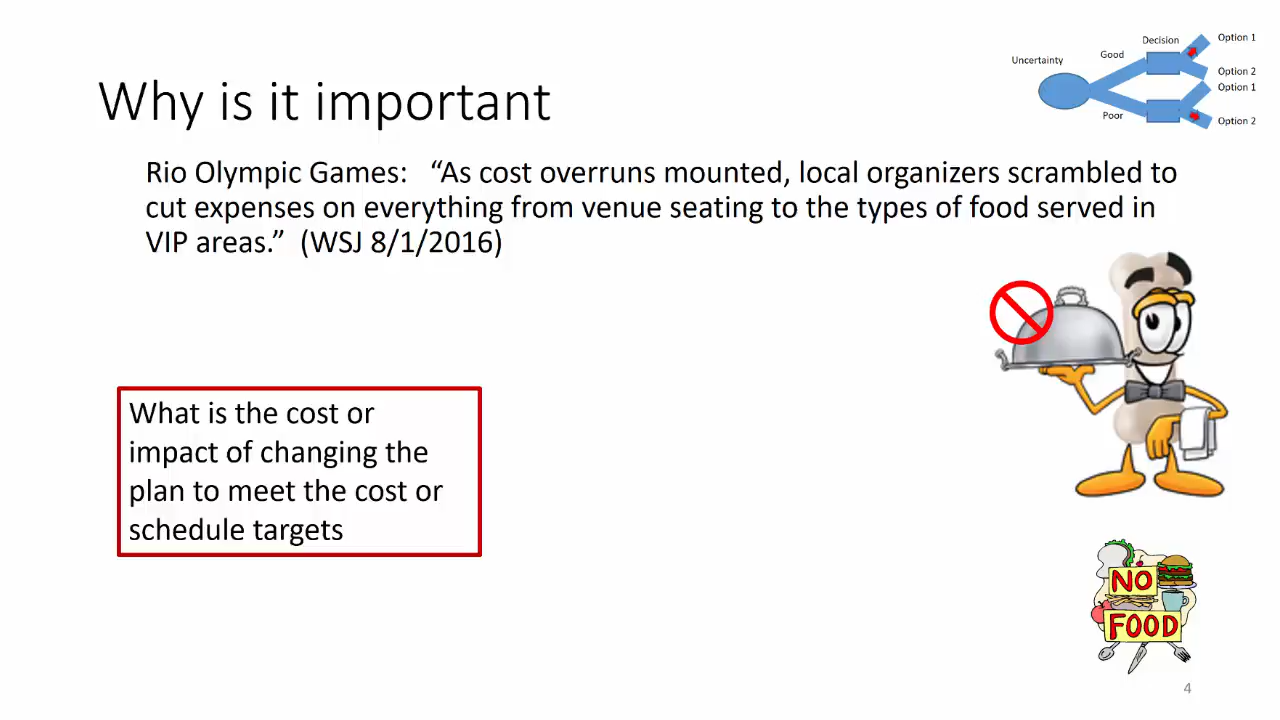 Why is it important
Uncertainty
Good
Poor
Decision
Option 1
Option 2
Option 1
Option 2
Rio Olympic Games: “As cost overruns mounted, local organizers scrambled to
cut expenses on everything from venue seating to the types of food served in
VIP areas.” (WSJ 8/1/2016)
What is the cost or
impact of changing the
plan to meet the cost or
schedule targets
NO
FOOD
4